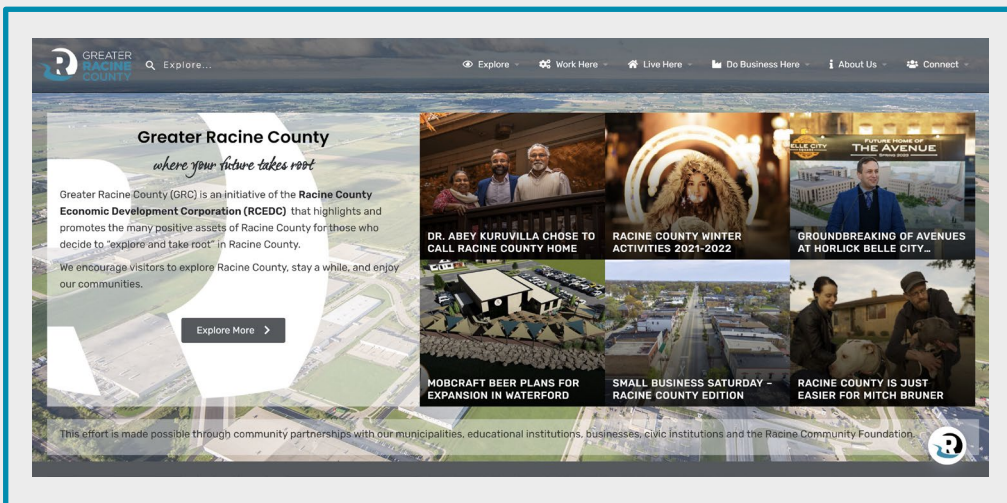 GREATER
RACINE
COUNTY
Explore...
Explore
Work Here
Live Here
Do Business Here
About Us
Connect
Greater Racine County
where your future takes root
Greater Racine County (GRC) is an initiative of the Racine County
Economic Development Corporation (RCEDC) that highlights and
promotes the many positive assets of Racine County for those who
decide to “explore and take root” in Racine County.
We encourage visitors to explore Racine County, stay a while, and enjoy
our communities.
Explore More
DR. ABEY KURUVILLA CHOSE TO
CALL RACINE COUNTY HOME
RACINE COUNTY WINTER
ACTIVITIES 2021-2022
ELLE CITY
FUTURE HOME OF
THE AVENUE
SPRING 2023
GROUNDBREAKING OF AVENUES
AT HORLICK BELLE CITY...
MOBCRAFT BEER PLANS FOR
EXPANSION IN WATERFORD
SMALL BUSINESS SATURDAY –
RACINE COUNTY EDITION
RACINE COUNTY IS JUST
EASIER FOR MITCH BRUNER
This effort is made possible through community partnerships with our municipalities, educational institutions, businesses, civic institutions and the Racine Community Foundation.